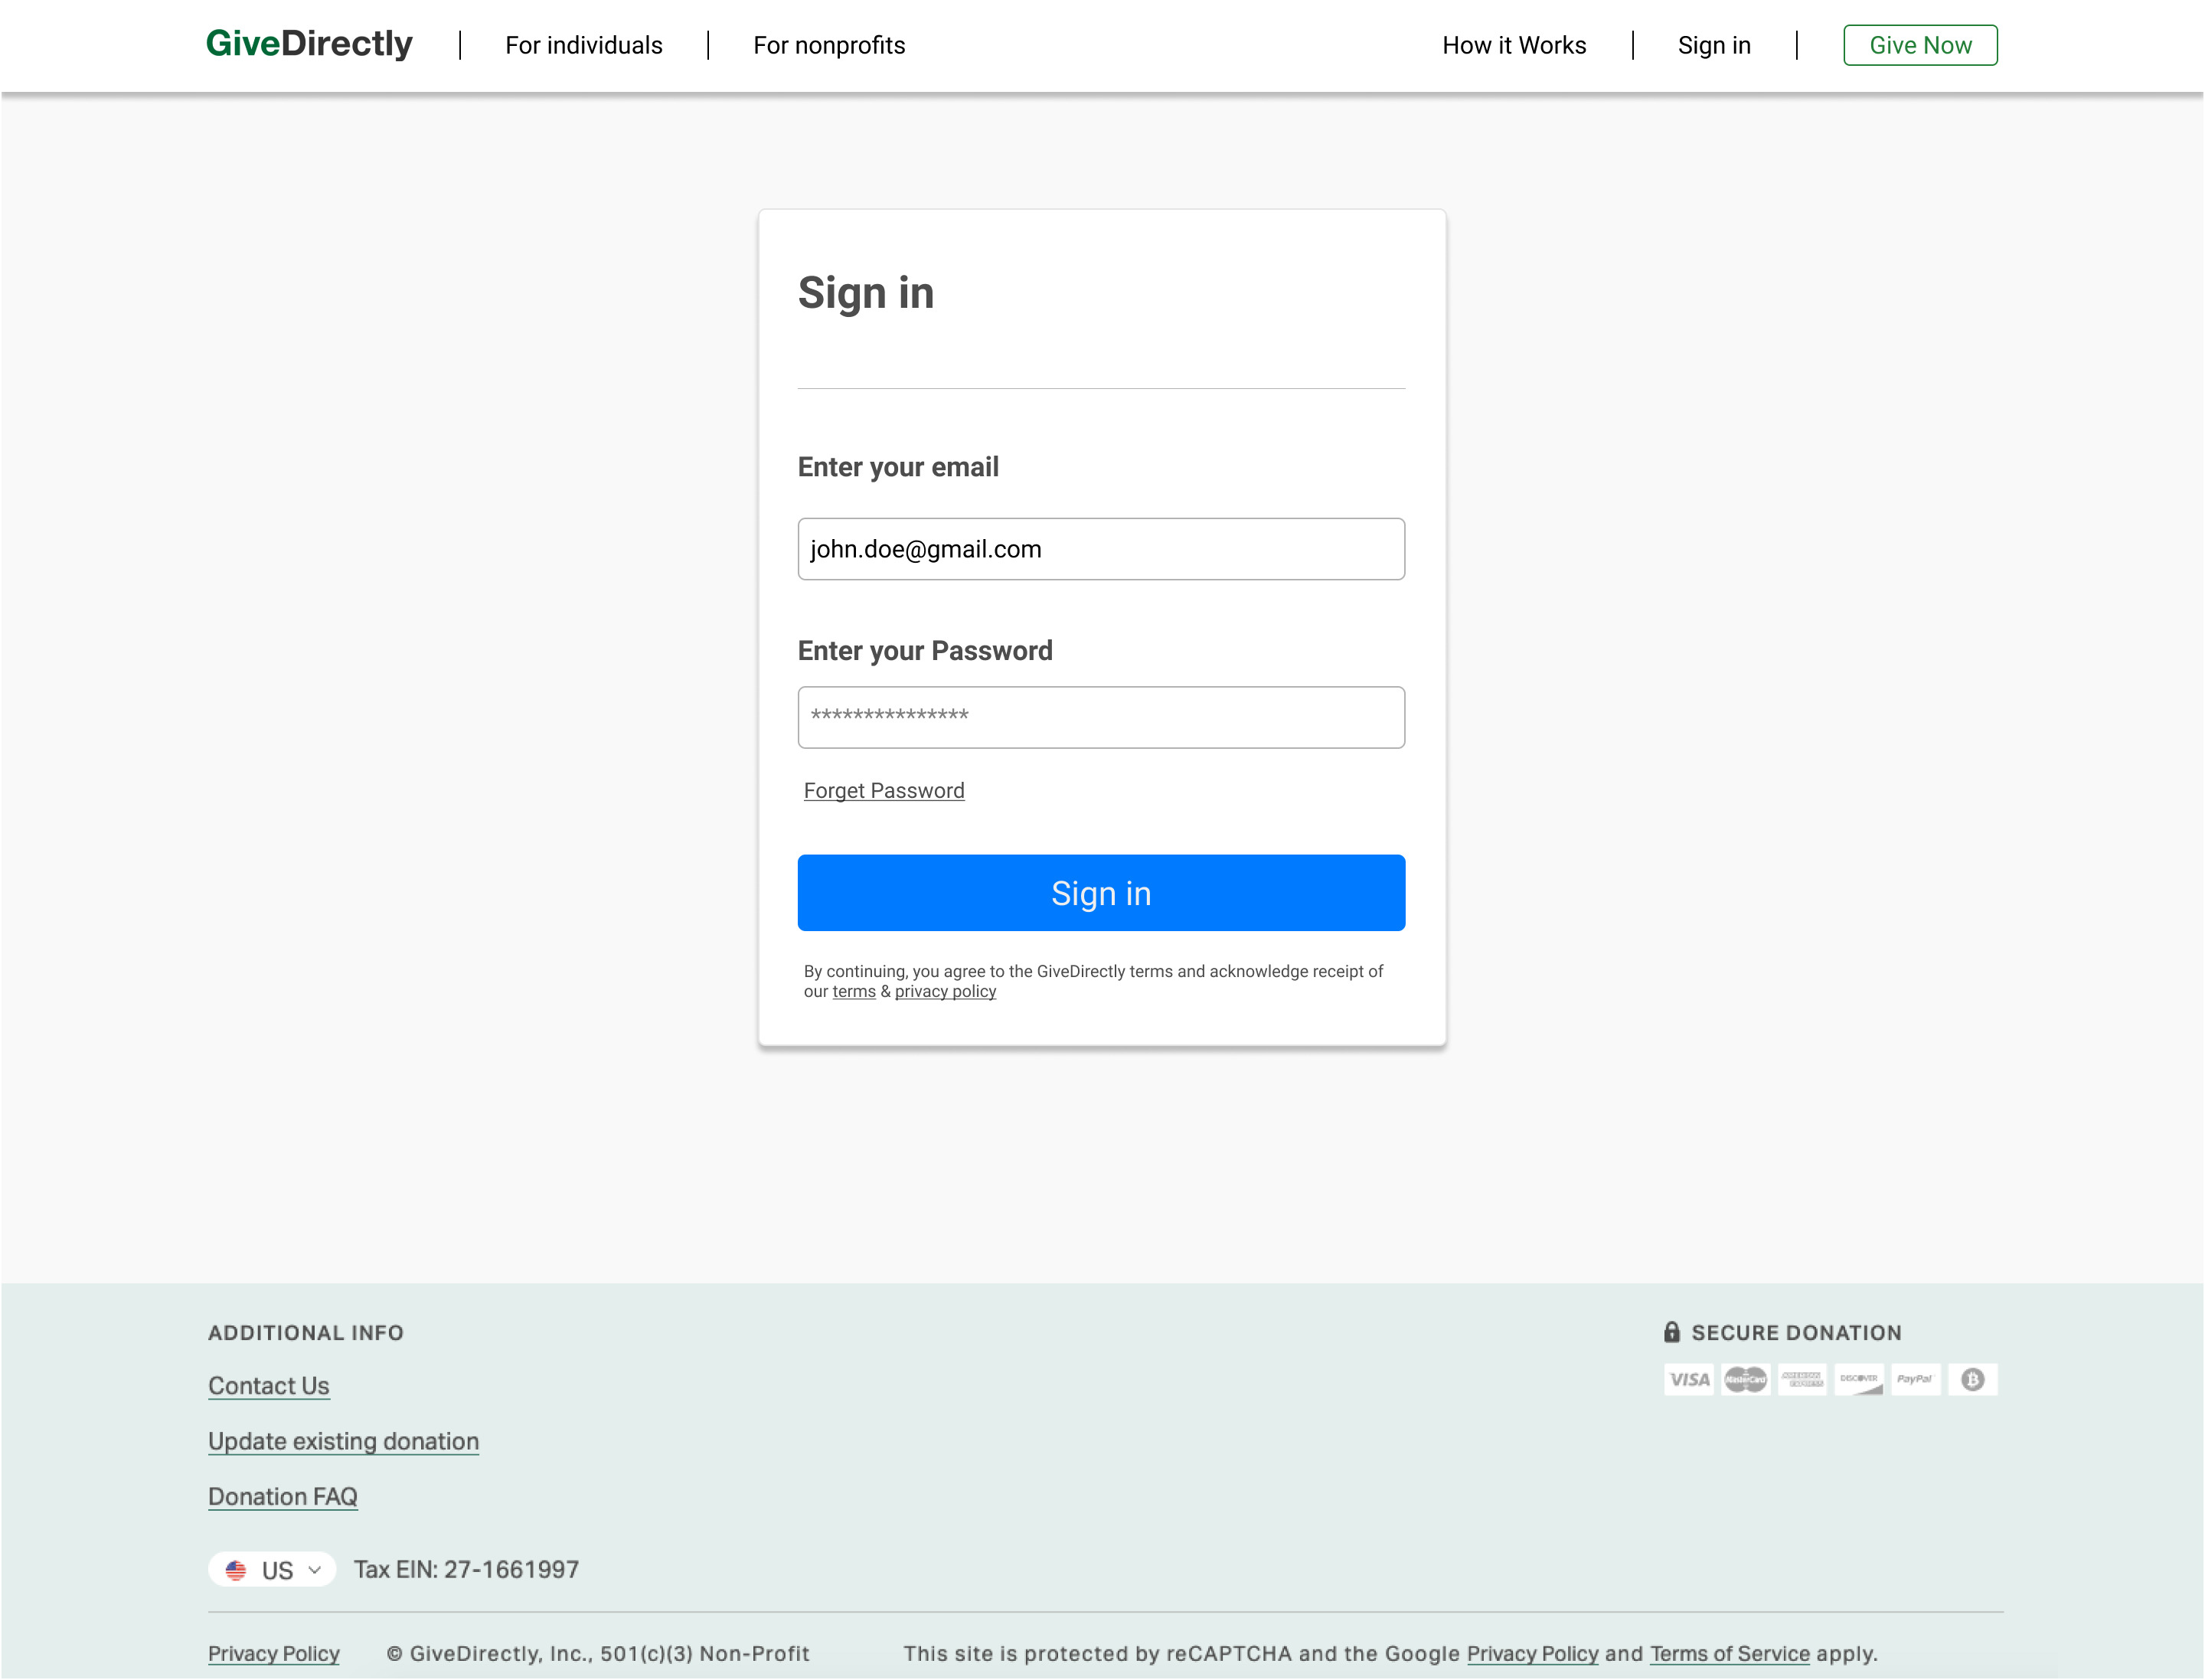 GiveDirectly | For individuals | For nonprofits How it Works | Sign in | Give Now
Sign in
Enter your email
john.doe@gmail.com
Enter your Password
***************
Forget Password
Sign in
By continuing, you agree to the GiveDirectly terms and acknowledge receipt of
our terms & privacy policy
ADDITIONAL INFO
SECURE DONATION
VISA MasterCard AMERICAN EXPRESS DISCOVER PayPal
Contact Us
Update existing donation
Donation FAQ
US Tax EIN: 27-1661997
Privacy Policy © GiveDirectly, Inc., 501(c)(3) Non-Profit This site is protected by reCAPTCHA and the Google Privacy Policy and Terms of Service apply.